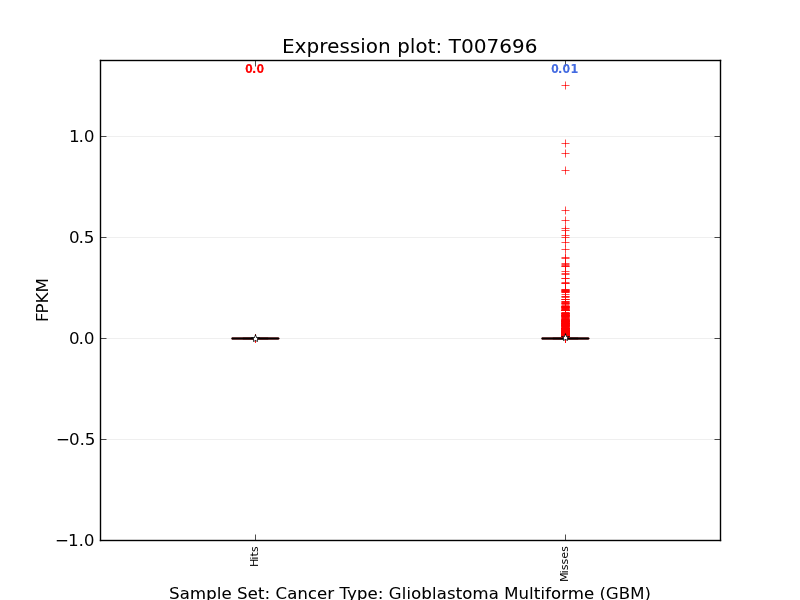 Expression plot: T007696
0.0
0.01
1.0
0.5
0.0
−0.5
−1.0
FPKM
Hits
Misses
Sample Set: Cancer Type: Glioblastoma Multiforme (GBM)